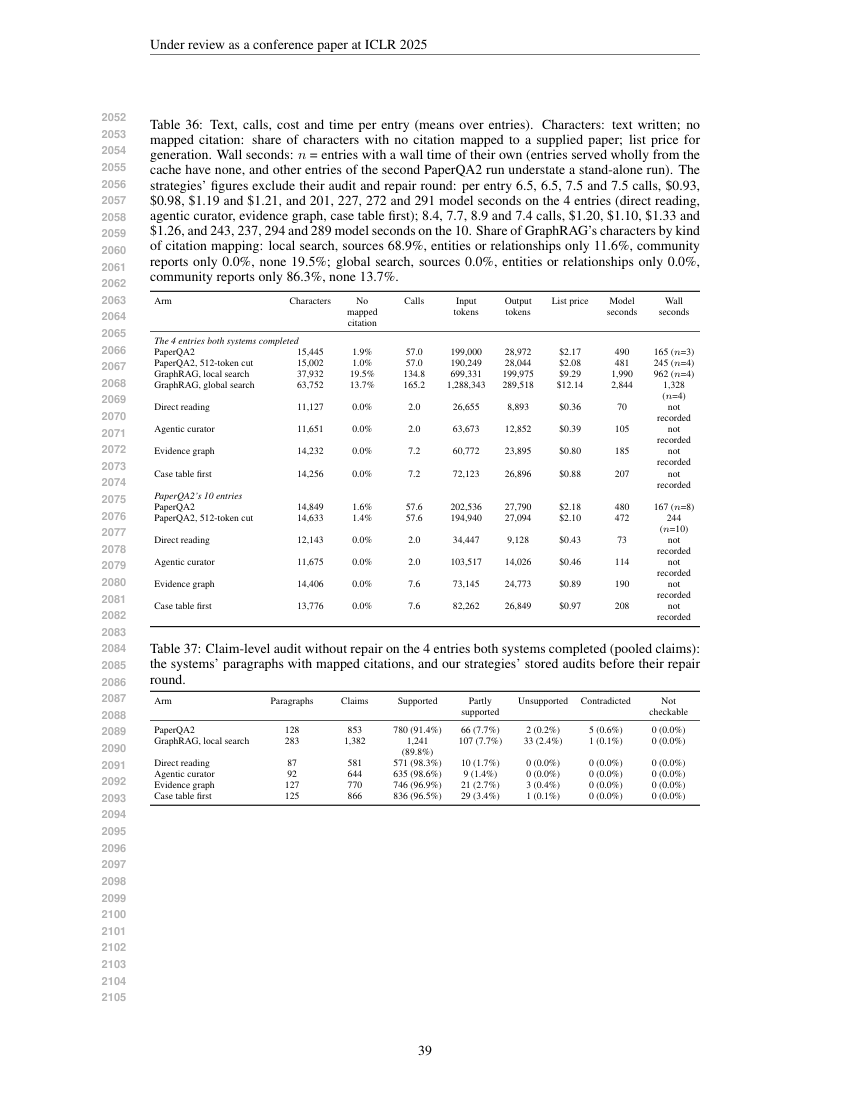 Under review as a conference paper at ICLR 2025
2052
2053
2054
2055
2056
2057
2058
2059
2060
2061
2062
2063
2064
2065
2066
2067
2068
2069
2070
2071
2072
2073
2074
2075
2076
2077
2078
2079
2080
2081
2082
2083
2084
2085
2086
2087
2088
2089
2090
2091
2092
2093
2094
2095
2096
2097
2098
2099
2100
2101
2102
2103
2104
2105
Table 36: Text, calls, cost and time per entry (means over entries). Characters: text written; no
mapped citation: share of characters with no citation mapped to a supplied paper; list price for
generation. Wall seconds: n = entries with a wall time of their own (entries served wholly from the
cache have none, and other entries of the second PaperQA2 run understate a stand-alone run). The
strategies' figures exclude their audit and repair round: per entry 6.5, 6.5, 7.5 and 7.5 calls, $0.93,
$0.98, $1.19 and $1.21, and 201, 227, 272 and 291 model seconds on the 4 entries (direct reading,
agentic curator, evidence graph, case table first); 8.4, 7.7, 8.9 and 7.4 calls, $1.20, $1.10, $1.33 and
$1.26, and 243, 237, 294 and 289 model seconds on the 10. Share of GraphRAG's characters by kind
of citation mapping: local search, sources 68.9%, entities or relationships only 11.6%, community
reports only 0.0%, none 19.5%; global search, sources 0.0%, entities or relationships only 0.0%,
community reports only 86.3%, none 13.7%.
Arm Characters No mapped citation Calls Input tokens Output tokens List price Model seconds Wall seconds
The 4 entries both systems completed
PaperQA2 15,445 1.9% 57.0 199,000 28,972 $2.17 490 165 (n=3)
PaperQA2, 512-token cut 15,002 1.0% 57.0 190,249 28,044 $2.08 481 245 (n=4)
GraphRAG, local search 37,932 19.5% 134.8 699,331 199,975 $9.29 1,990 962 (n=4)
GraphRAG, global search 63,752 13.7% 165.2 1,288,343 289,518 $12.14 2,844 1,328 (n=4)
Direct reading 11,127 0.0% 2.0 26,655 8,893 $0.36 70 not recorded
Agentic curator 11,651 0.0% 2.0 63,673 12,852 $0.39 105 not recorded
Evidence graph 14,232 0.0% 7.2 60,772 23,895 $0.80 185 not recorded
Case table first 14,256 0.0% 7.2 72,123 26,896 $0.88 207 not recorded
PaperQA2's 10 entries
PaperQA2 14,849 1.6% 57.6 202,536 27,790 $2.18 480 167 (n=8)
PaperQA2, 512-token cut 14,633 1.4% 57.6 194,940 27,094 $2.10 472 244 (n=10)
Direct reading 12,143 0.0% 2.0 34,447 9,128 $0.43 73 not recorded
Agentic curator 11,675 0.0% 2.0 103,517 14,026 $0.46 114 not recorded
Evidence graph 14,406 0.0% 7.6 73,145 24,773 $0.89 190 not recorded
Case table first 13,776 0.0% 7.6 82,262 26,849 $0.97 208 not recorded
Table 37: Claim-level audit without repair on the 4 entries both systems completed (pooled claims):
the systems' paragraphs with mapped citations, and our strategies' stored audits before their repair
round.
Arm Paragraphs Claims Supported Partly supported Unsupported Contradicted Not checkable
PaperQA2 128 853 780 (91.4%) 66 (7.7%) 2 (0.2%) 5 (0.6%) 0 (0.0%)
GraphRAG, local search 283 1,382 1,241 (89.8%) 107 (7.7%) 33 (2.4%) 1 (0.1%) 0 (0.0%)
Direct reading 87 581 571 (98.3%) 10 (1.7%) 0 (0.0%) 0 (0.0%) 0 (0.0%)
Agentic curator 92 644 635 (98.6%) 9 (1.4%) 0 (0.0%) 0 (0.0%) 0 (0.0%)
Evidence graph 127 770 746 (96.9%) 21 (2.7%) 3 (0.4%) 0 (0.0%) 0 (0.0%)
Case table first 125 866 836 (96.5%) 29 (3.4%) 1 (0.1%) 0 (0.0%) 0 (0.0%)
39